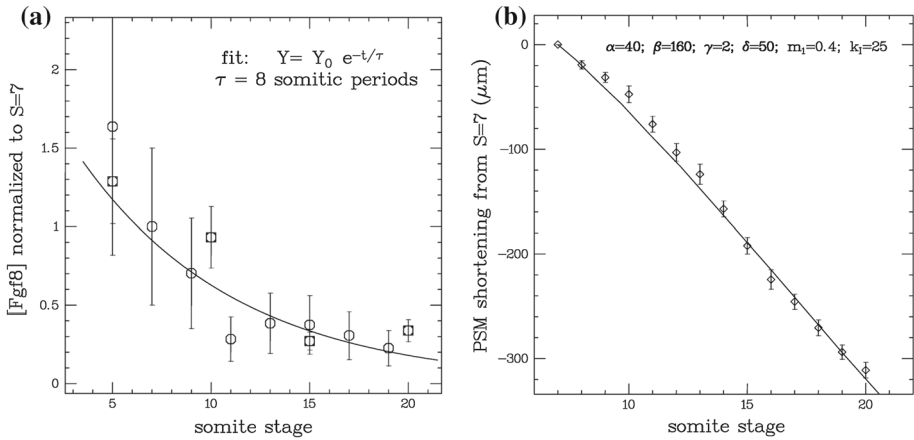 (a)
fit: Y= Y₀ e^{-t/τ}
τ = 8 somitic periods
[Fgf8] normalized to S=7
2
1.5
1
0.5
0
5 10 15 20
somite stage
(b)
α=40; β=160; γ=2; δ=50; m₁=0.4; k_I=25
PSM shortening from S=7 (μm)
0
−100
−200
−300
10 15 20
somite stage